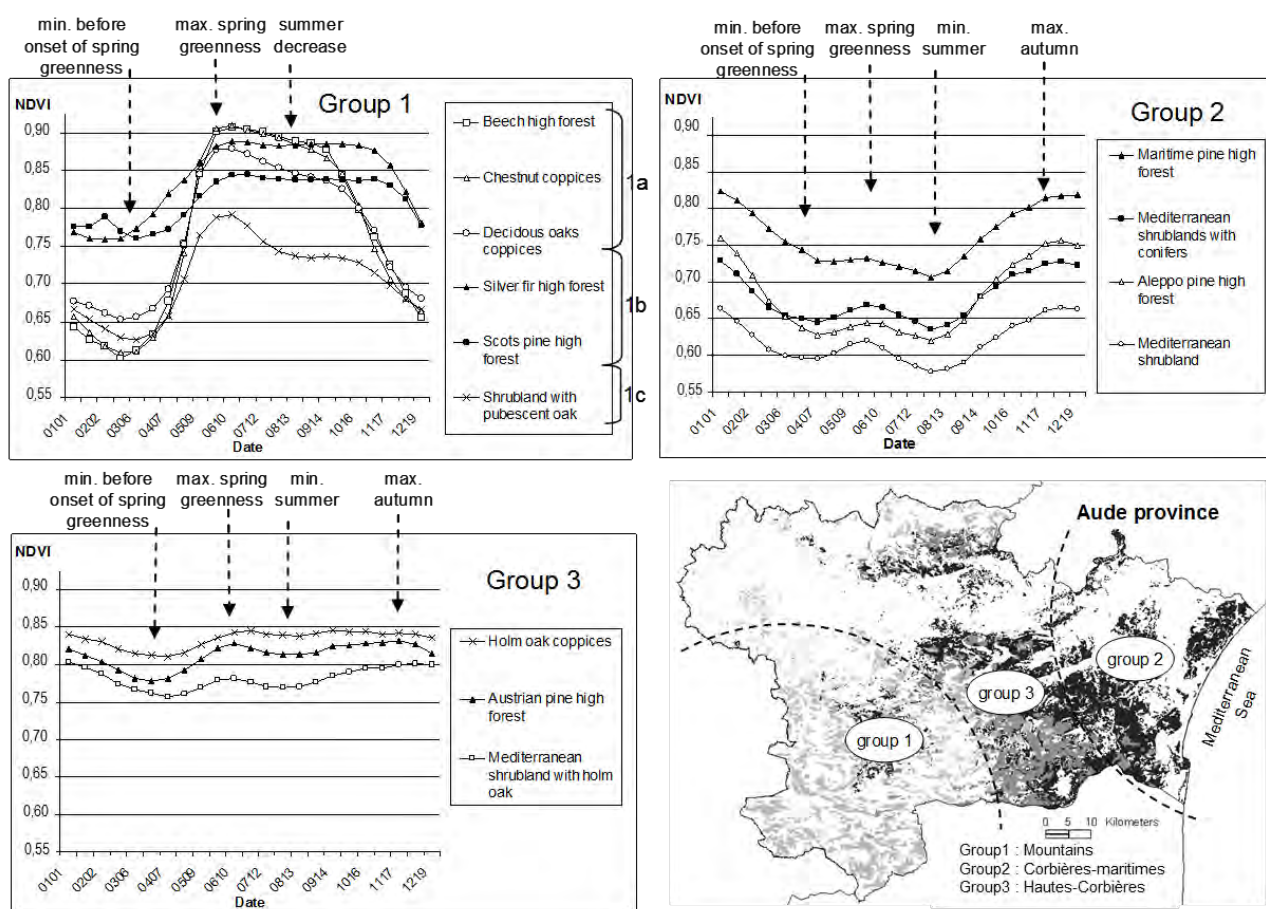 min. before
onset of spring
greenness
max. spring
greenness
summer
decrease
NDVI
Group 1
0,90
0,85
0,80
0,75
0,70
0,65
0,60
0,55
0101
0202
0306
0407
0509
0610
0712
0813
0914
1016
1117
1219
Date
Beech high forest
Chestnut coppices
Decidous oaks
coppices
Silver fir high forest
Scots pine high
forest
Shrubland with
pubescent oak
1a
1b
1c
min. before
onset of spring
greenness
max. spring
greenness
min.
summer
max.
autumn
NDVI
Group 2
0,90
0,85
0,80
0,75
0,70
0,65
0,60
0,55
0101
0202
0306
0407
0509
0610
0712
0813
0914
1016
1117
1219
Date
Maritime pine high
forest
Mediterranean
shrublands with
conifers
Aleppo pine high
forest
Mediterranean
shrubland
min. before
onset of spring
greenness
max. spring
greenness
min.
summer
max.
autumn
NDVI
Group 3
0,90
0,85
0,80
0,75
0,70
0,65
0,60
0,55
0101
0202
0306
0407
0509
0610
0712
0813
0914
1016
1117
1219
Date
Holm oak coppices
Austrian pine high
forest
Mediterranean
shrubland with holm
oak
Aude province
group 2
group 3
group 1
Mediterranean
Sea
0 5 10 Kilometers
Group1 : Mountains
Group2 : Corbières-maritimes
Group3 : Hautes-Corbières